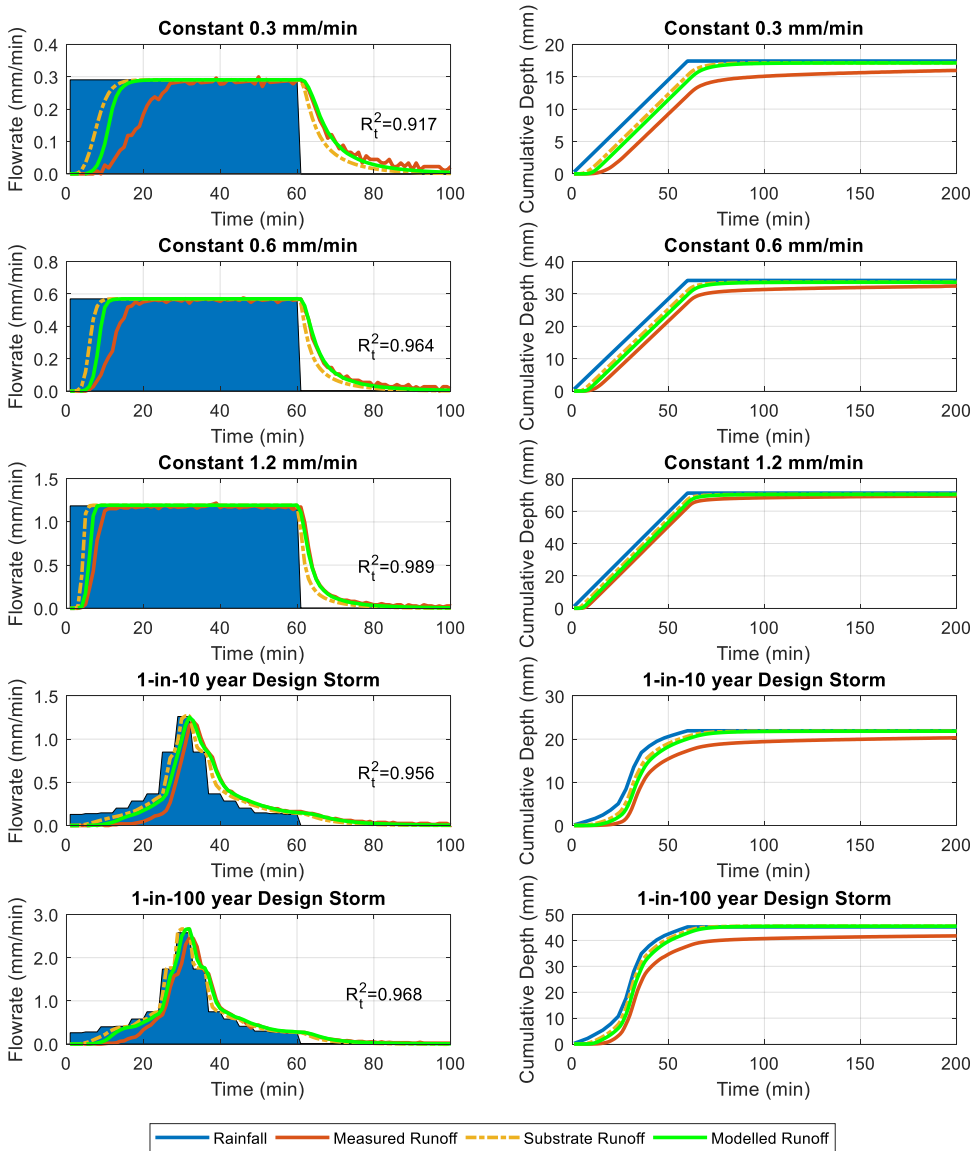 Constant 0.3 mm/min
Flowrate (mm/min)
0.4
0.3
0.2
0.1
0.0
R_t^2=0.917
0 20 40 60 80 100
Time (min)
Constant 0.3 mm/min
Cumulative Depth (mm)
20
15
10
5
0
0 50 100 150 200
Time (min)
Constant 0.6 mm/min
Flowrate (mm/min)
0.8
0.6
0.4
0.2
0.0
R_t^2=0.964
0 20 40 60 80 100
Time (min)
Constant 0.6 mm/min
Cumulative Depth (mm)
40
30
20
10
0
0 50 100 150 200
Time (min)
Constant 1.2 mm/min
Flowrate (mm/min)
1.5
1.0
0.5
0.0
R_t^2=0.989
0 20 40 60 80 100
Time (min)
Constant 1.2 mm/min
Cumulative Depth (mm)
80
60
40
20
0
0 50 100 150 200
Time (min)
1-in-10 year Design Storm
Flowrate (mm/min)
1.5
1.0
0.5
0.0
R_t^2=0.956
0 20 40 60 80 100
Time (min)
1-in-10 year Design Storm
Cumulative Depth (mm)
30
20
10
0
0 50 100 150 200
Time (min)
1-in-100 year Design Storm
Flowrate (mm/min)
3.0
2.0
1.0
0.0
R_t^2=0.968
0 20 40 60 80 100
Time (min)
1-in-100 year Design Storm
Cumulative Depth (mm)
50
40
30
20
10
0
0 50 100 150 200
Time (min)
Rainfall Measured Runoff Substrate Runoff Modelled Runoff